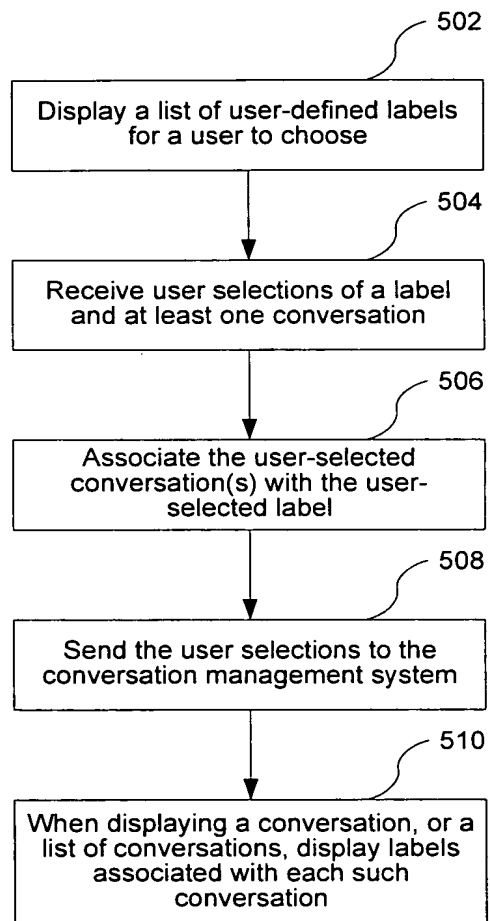 502
Display a list of user-defined labels
for a user to choose
504
Receive user selections of a label
and at least one conversation
506
Associate the user-selected
conversation(s) with the user-
selected label
508
Send the user selections to the
conversation management system
510
When displaying a conversation, or a
list of conversations, display labels
associated with each such
conversation